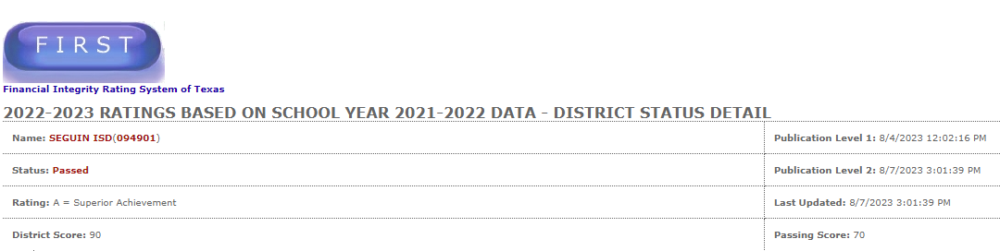 FIRST
Financial Integrity Rating System of Texas
2022-2023 RATINGS BASED ON SCHOOL YEAR 2021-2022 DATA - DISTRICT STATUS DETAIL
Name: SEGUIN ISD(094901)
Publication Level 1: 8/4/2023 12:02:16 PM
Status: Passed
Publication Level 2: 8/7/2023 3:01:39 PM
Rating: A = Superior Achievement
Last Updated: 8/7/2023 3:01:39 PM
District Score: 90
Passing Score: 70